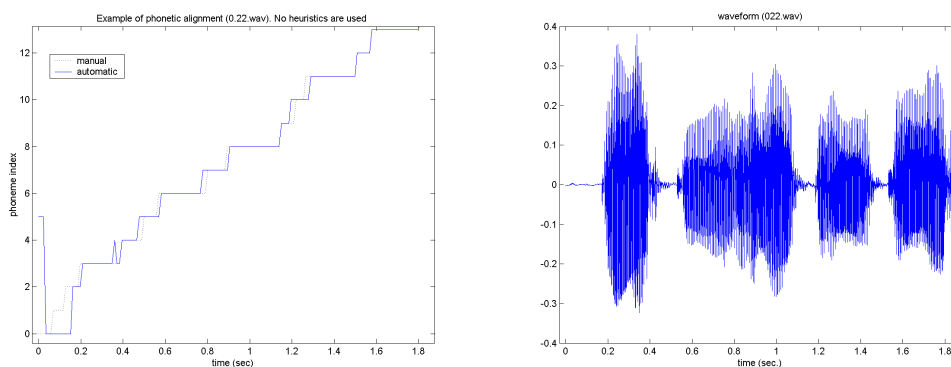 Example of phonetic alignment (0.22.wav). No heuristics are used
12
10
8
6
4
2
0
phoneme index
manual
automatic
0 0.2 0.4 0.6 0.8 1 1.2 1.4 1.6 1.8
time (sec)
waveform (022.wav)
0.4
0.3
0.2
0.1
0
-0.1
-0.2
-0.3
-0.4
0 0.2 0.4 0.6 0.8 1 1.2 1.4 1.6 1.8
time (sec.)